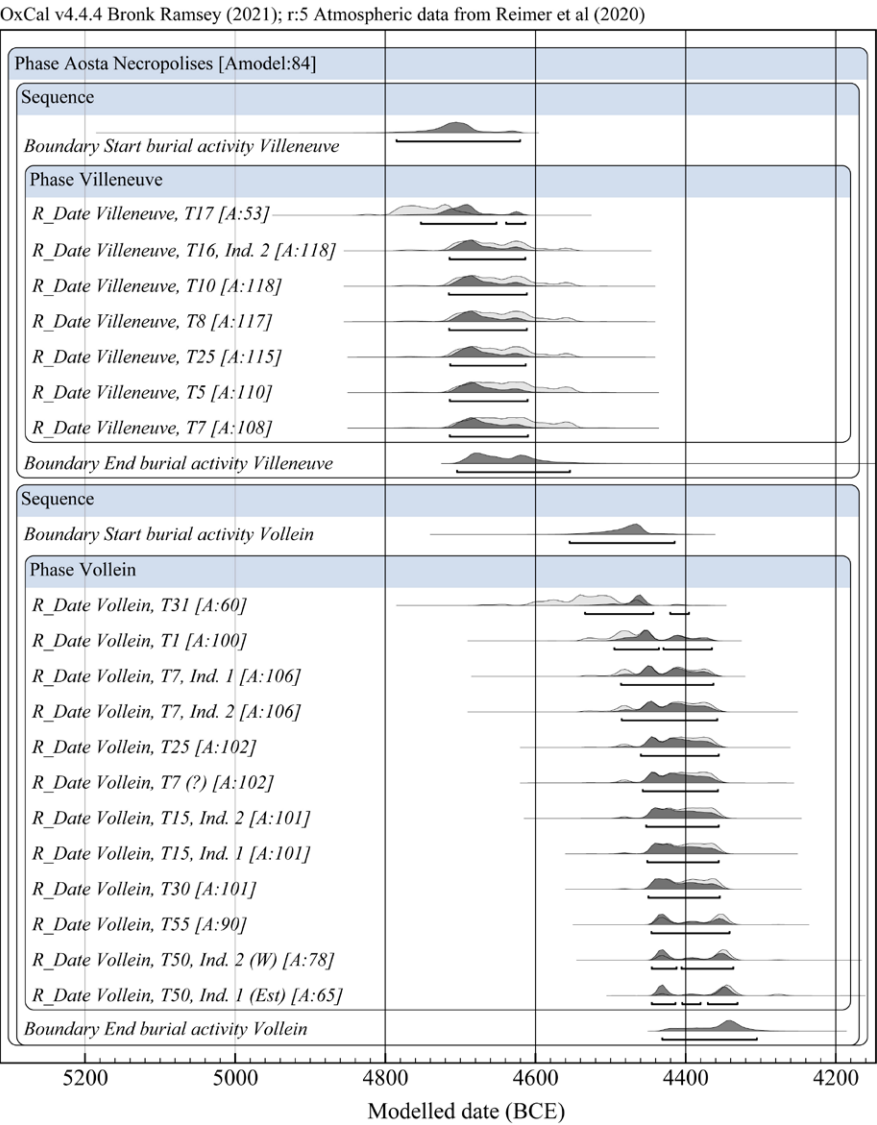 OxCal v4.4.4 Bronk Ramsey (2021); r:5 Atmospheric data from Reimer et al (2020)
Phase Aosta Necropolises [Amodel:84]
Sequence
Boundary Start burial activity Villeneuve
Phase Villeneuve
R_Date Villeneuve, T17 [A:53]
R_Date Villeneuve, T16, Ind. 2 [A:118]
R_Date Villeneuve, T10 [A:118]
R_Date Villeneuve, T8 [A:117]
R_Date Villeneuve, T25 [A:115]
R_Date Villeneuve, T5 [A:110]
R_Date Villeneuve, T7 [A:108]
Boundary End burial activity Villeneuve
Sequence
Boundary Start burial activity Vollein
Phase Vollein
R_Date Vollein, T31 [A:60]
R_Date Vollein, T1 [A:100]
R_Date Vollein, T7, Ind. 1 [A:106]
R_Date Vollein, T7, Ind. 2 [A:106]
R_Date Vollein, T25 [A:102]
R_Date Vollein, T7 (?) [A:102]
R_Date Vollein, T15, Ind. 2 [A:101]
R_Date Vollein, T15, Ind. 1 [A:101]
R_Date Vollein, T30 [A:101]
R_Date Vollein, T55 [A:90]
R_Date Vollein, T50, Ind. 2 (W) [A:78]
R_Date Vollein, T50, Ind. 1 (Est) [A:65]
Boundary End burial activity Vollein
5200 5000 4800 4600 4400 4200
Modelled date (BCE)